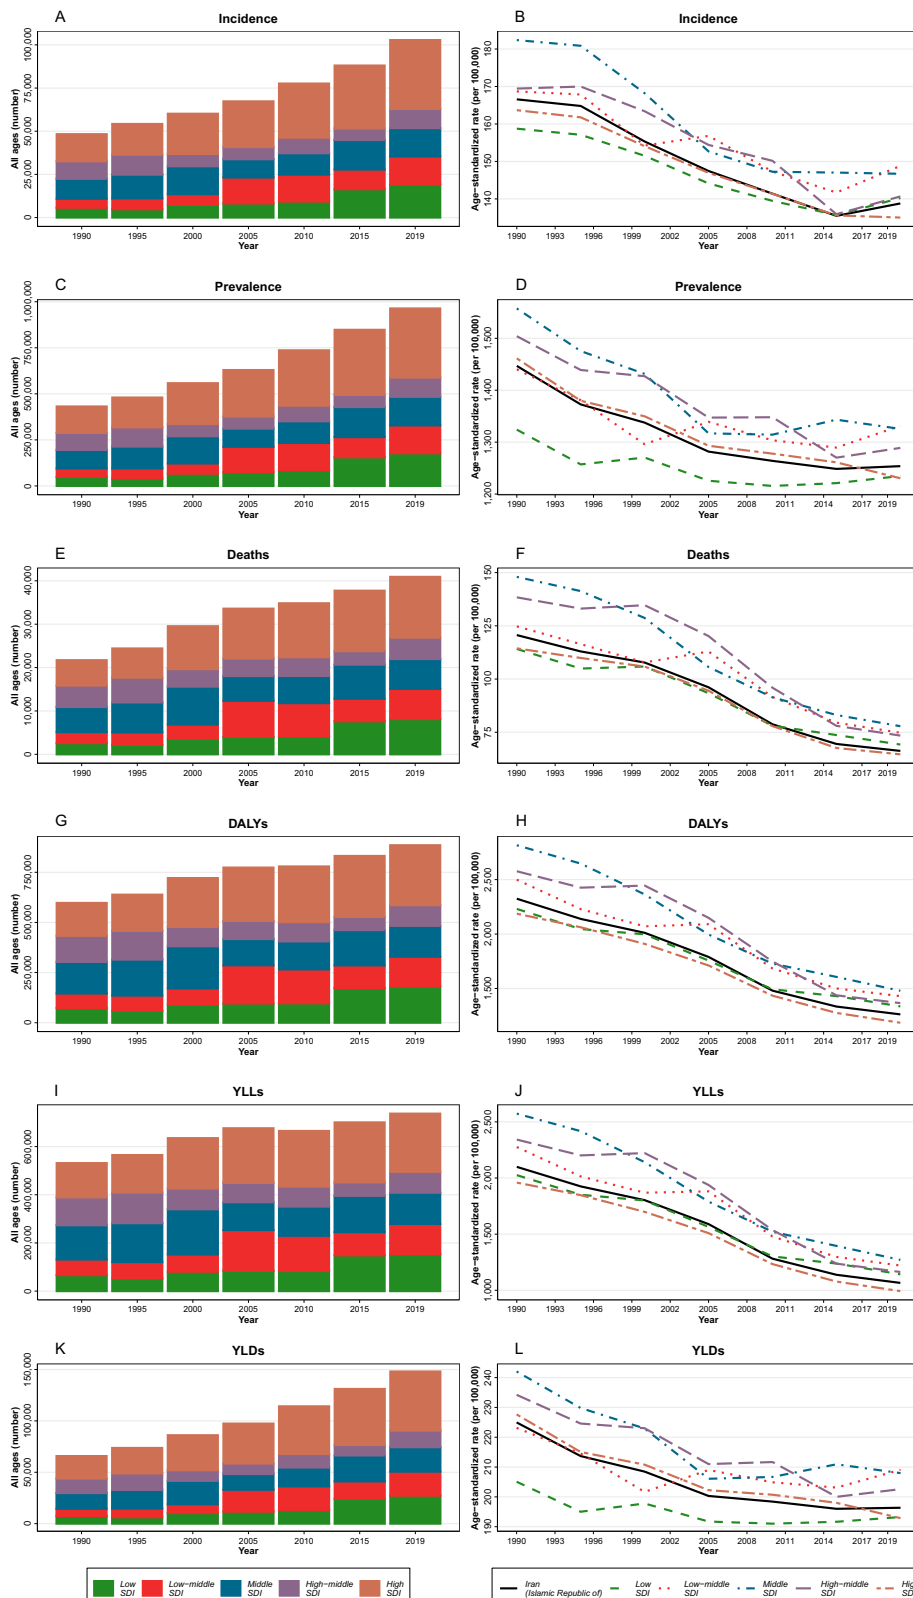 A
Incidence
All ages (number)
100,000
75,000
50,000
25,000
0
1990 1995 2000 2005 2010 2015 2019
Year
B
Incidence
Age−standardized rate (per 100,000)
180
170
160
150
140
1990 1993 1996 1999 2002 2005 2008 2011 2014 2017 2019
Year
C
Prevalence
All ages (number)
1,000,000
750,000
500,000
250,000
0
1990 1995 2000 2005 2010 2015 2019
Year
D
Prevalence
Age−standardized rate (per 100,000)
1,500
1,400
1,300
1,200
1990 1993 1996 1999 2002 2005 2008 2011 2014 2017 2019
Year
E
Deaths
All ages (number)
40,000
30,000
20,000
10,000
0
1990 1995 2000 2005 2010 2015 2019
Year
F
Deaths
Age−standardized rate (per 100,000)
150
125
100
75
1990 1993 1996 1999 2002 2005 2008 2011 2014 2017 2019
Year
G
DALYs
All ages (number)
750,000
500,000
250,000
0
1990 1995 2000 2005 2010 2015 2019
Year
H
DALYs
Age−standardized rate (per 100,000)
2,500
2,000
1,500
1990 1993 1996 1999 2002 2005 2008 2011 2014 2017 2019
Year
I
YLLs
All ages (number)
600,000
400,000
200,000
0
1990 1995 2000 2005 2010 2015 2019
Year
J
YLLs
Age−standardized rate (per 100,000)
2,500
2,000
1,500
1,000
1990 1993 1996 1999 2002 2005 2008 2011 2014 2017 2019
Year
K
YLDs
All ages (number)
150,000
100,000
50,000
0
1990 1995 2000 2005 2010 2015 2019
Year
L
YLDs
Age−standardized rate (per 100,000)
240
230
220
210
200
190
1990 1993 1996 1999 2002 2005 2008 2011 2014 2017 2019
Year
Low SDI
Low−middle SDI
Middle SDI
High−middle SDI
High SDI
Iran (Islamic Republic of)
Low SDI
Low−middle SDI
Middle SDI
High−middle SDI
SDI